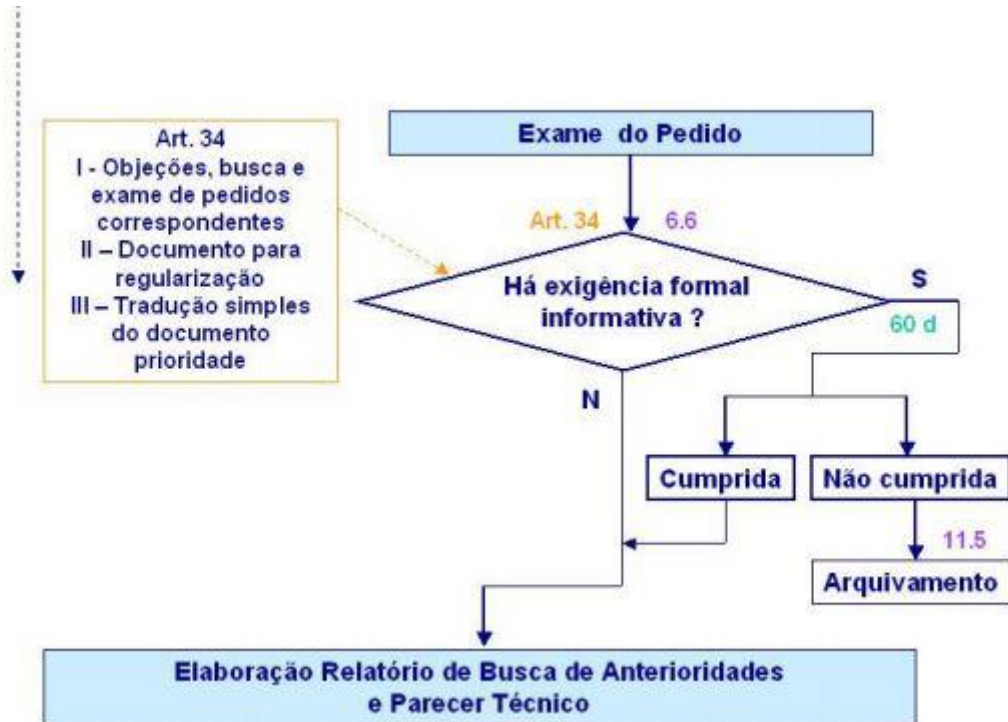 Exame do Pedido
Art. 34
I - Objeções, busca e
exame de pedidos
correspondentes
II – Documento para
regularização
III – Tradução simples
do documento
prioridade
Art. 34
6.6
Há exigência formal
informativa ?
S
60 d
N
Cumprida
Não cumprida
11.5
Arquivamento
Elaboração Relatório de Busca de Anterioridades
e Parecer Técnico